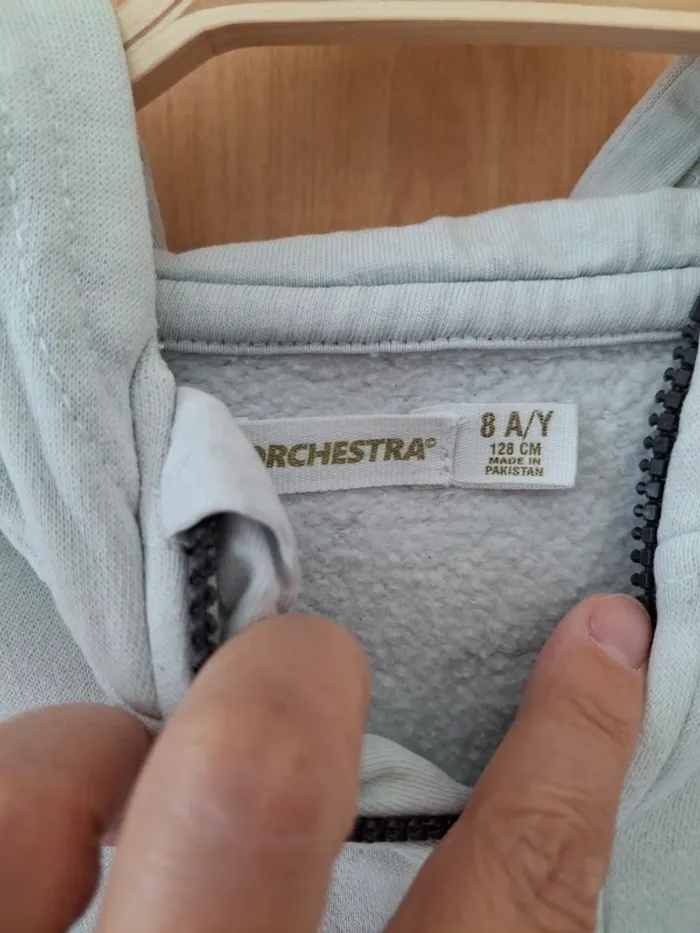 ORCHESTRA®
8 A/Y
128 CM
MADE IN
PAKISTAN